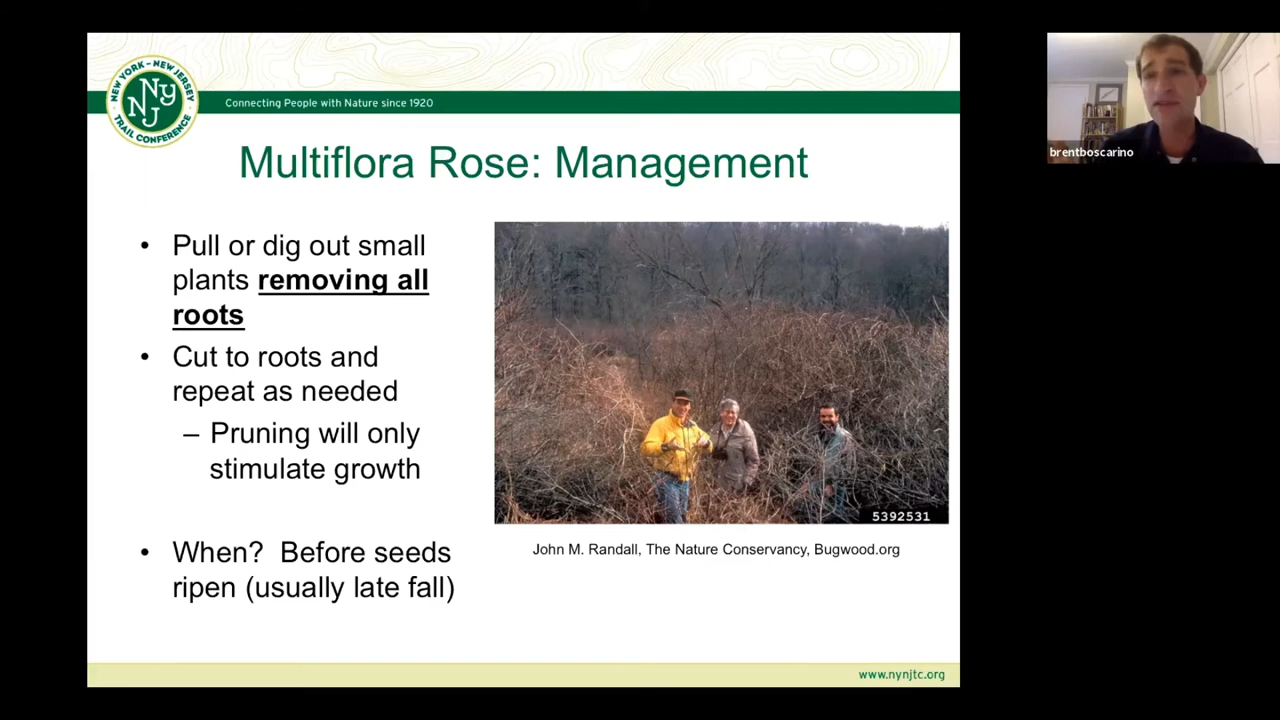 NEW YORK – NEW JERSEY
NY
NJ
TRAIL CONFERENCE
Connecting People with Nature since 1920
Multiflora Rose: Management
• Pull or dig out small
plants removing all
roots
• Cut to roots and
repeat as needed
– Pruning will only
stimulate growth
• When?  Before seeds
ripen (usually late fall)
5392531
John M. Randall, The Nature Conservancy, Bugwood.org
www.nynjtc.org
brentboscarino